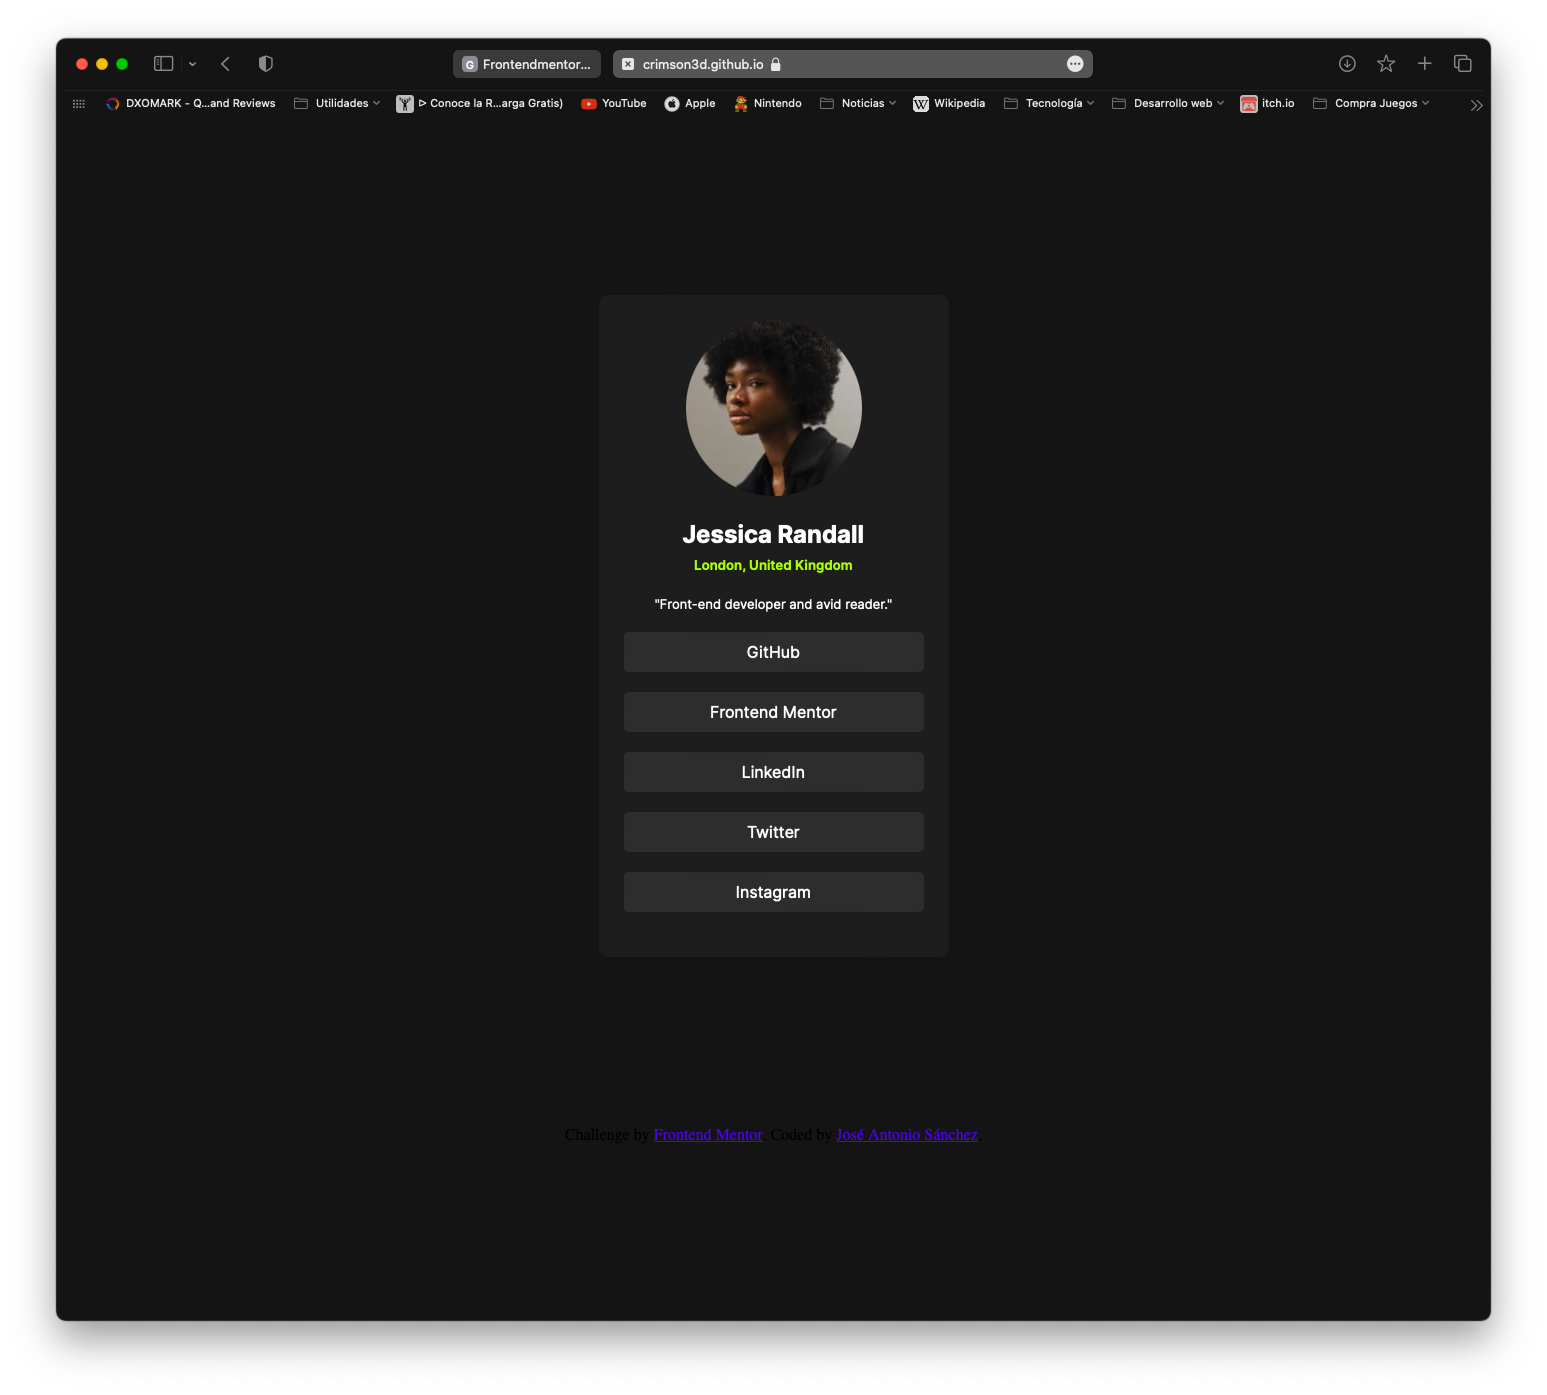 G Frontendmentor... crimson3d.github.io
DXOMARK - Q...and Reviews Utilidades ᐅ Conoce la R...arga Gratis) YouTube Apple Nintendo Noticias W Wikipedia Tecnología Desarrollo web itch.io Compra Juegos
Jessica Randall
London, United Kingdom
"Front-end developer and avid reader."
GitHub
Frontend Mentor
LinkedIn
Twitter
Instagram
Challenge by Frontend Mentor. Coded by José Antonio Sánchez.